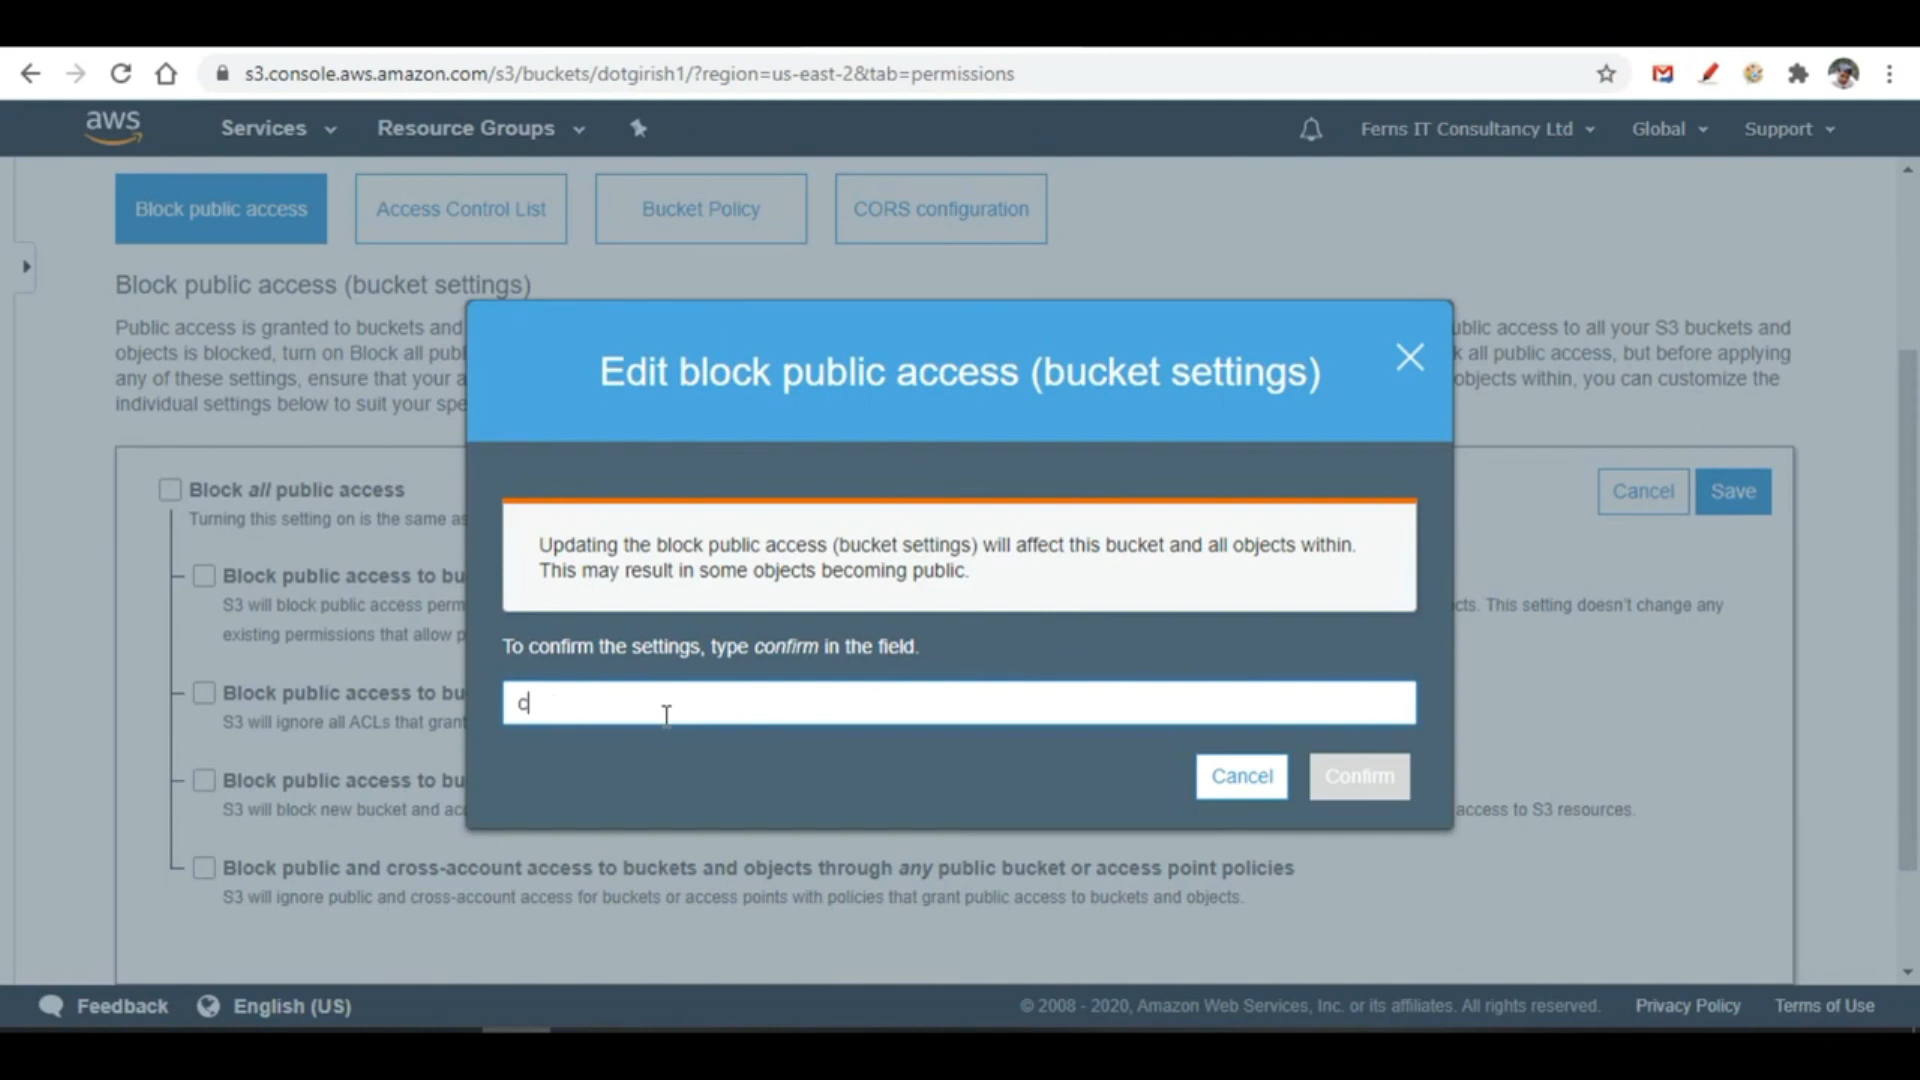 s3.console.aws.amazon.com/s3/buckets/dotgirish1/?region=us-east-2&tab=permissions
aws Services Resource Groups Ferns IT Consultancy Ltd Global Support
Block public access Access Control List Bucket Policy CORS configuration
Block public access (bucket settings)
Public access is granted to buckets and ublic access to all your S3 buckets and
objects is blocked, turn on Block all publ k all public access, but before applying
any of these settings, ensure that your a objects within, you can customize the
individual settings below to suit your spe
Edit block public access (bucket settings)
Block all public access
Turning this setting on is the same as
Cancel Save
Updating the block public access (bucket settings) will affect this bucket and all objects within.
This may result in some objects becoming public.
Block public access to bu
S3 will block public access perm cts. This setting doesn't change any
existing permissions that allow p
To confirm the settings, type confirm in the field.
c
Block public access to bu
S3 will ignore all ACLs that grant
Cancel Confirm
Block public access to bu
S3 will block new bucket and acc access to S3 resources.
Block public and cross-account access to buckets and objects through any public bucket or access point policies
S3 will ignore public and cross-account access for buckets or access points with policies that grant public access to buckets and objects.
Feedback English (US) © 2008 - 2020, Amazon Web Services, Inc. or its affiliates. All rights reserved. Privacy Policy Terms of Use